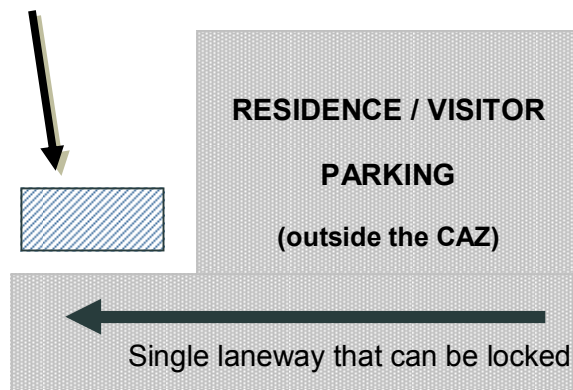 RESIDENCE / VISITOR
PARKING
(outside the CAZ)
Single laneway that can be locked